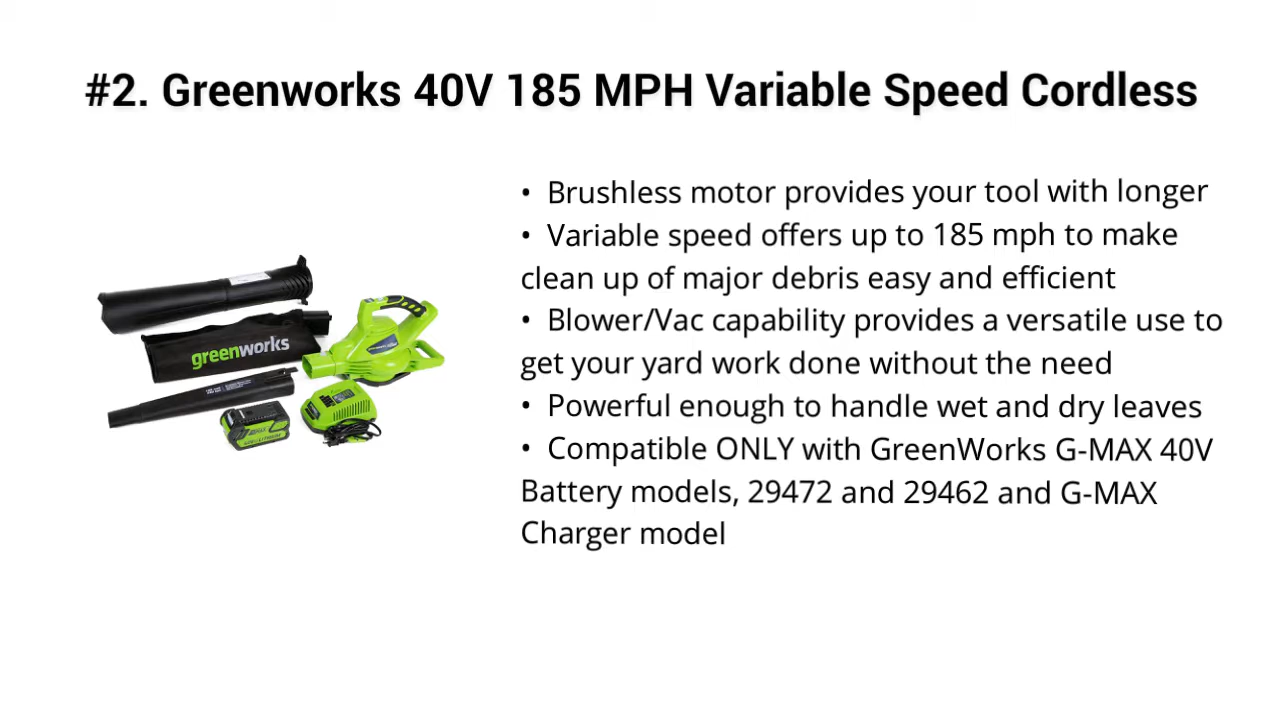 #2. Greenworks 40V 185 MPH Variable Speed Cordless
• Brushless motor provides your tool with longer
• Variable speed offers up to 185 mph to make
clean up of major debris easy and efficient
• Blower/Vac capability provides a versatile use to
get your yard work done without the need
• Powerful enough to handle wet and dry leaves
• Compatible ONLY with GreenWorks G-MAX 40V
Battery models, 29472 and 29462 and G-MAX
Charger model
greenworks